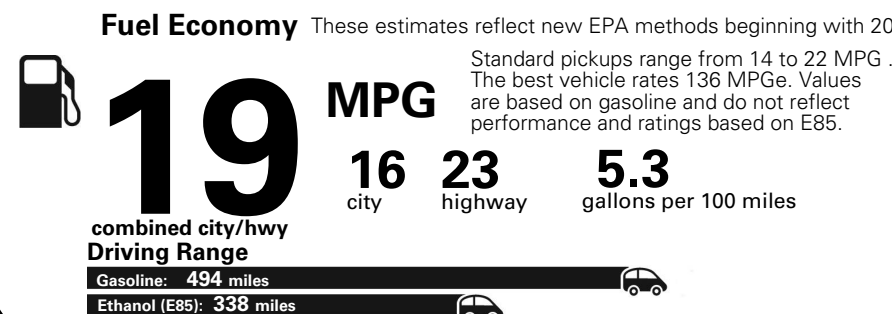 Fuel Economy These estimates reflect new EPA methods beginning with 20
Standard pickups range from 14 to 22 MPG .
The best vehicle rates 136 MPGe. Values
are based on gasoline and do not reflect
performance and ratings based on E85.
19 MPG
16 23 5.3
city highway gallons per 100 miles
combined city/hwy
Driving Range
Gasoline: 494 miles
Ethanol (E85): 338 miles